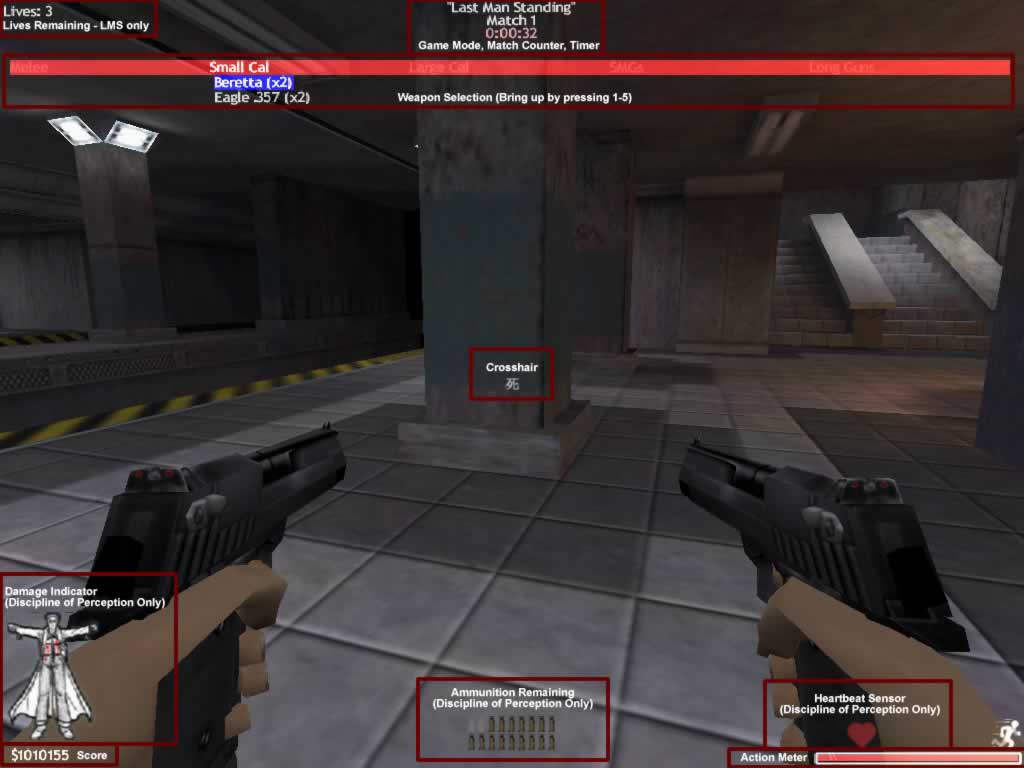 Lives: 3
Lives Remaining - LMS only
"Last Man Standing"
Match 1
0:00:32
Game Mode, Match Counter, Timer
Melee Small Cal Large Cal SMGs Long Guns
Beretta (x2)
Eagle .357 (x2)
Weapon Selection (Bring up by pressing 1-5)
Crosshair
死
Damage Indicator
(Discipline of Perception Only)
Ammunition Remaining
(Discipline of Perception Only)
Heartbeat Sensor
(Discipline of Perception Only)
$1010155 Score
Action Meter